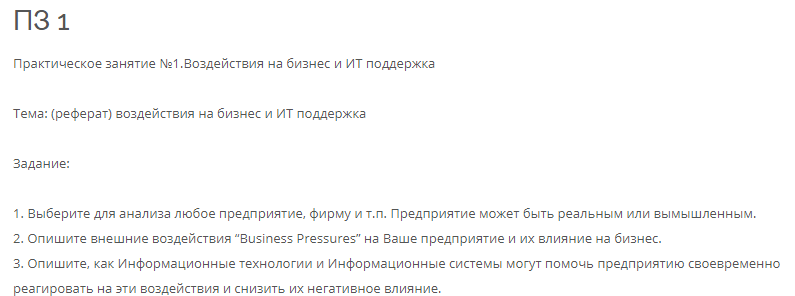 ПЗ 1
Практическое занятие №1.Воздействия на бизнес и ИТ поддержка
Тема: (реферат) воздействия на бизнес и ИТ поддержка
Задание:
1. Выберите для анализа любое предприятие, фирму и т.п. Предприятие может быть реальным или вымышленным.
2. Опишите внешние воздействия “Business Pressures” на Ваше предприятие и их влияние на бизнес.
3. Опишите, как Информационные технологии и Информационные системы могут помочь предприятию своевременно
реагировать на эти воздействия и снизить их негативное влияние.